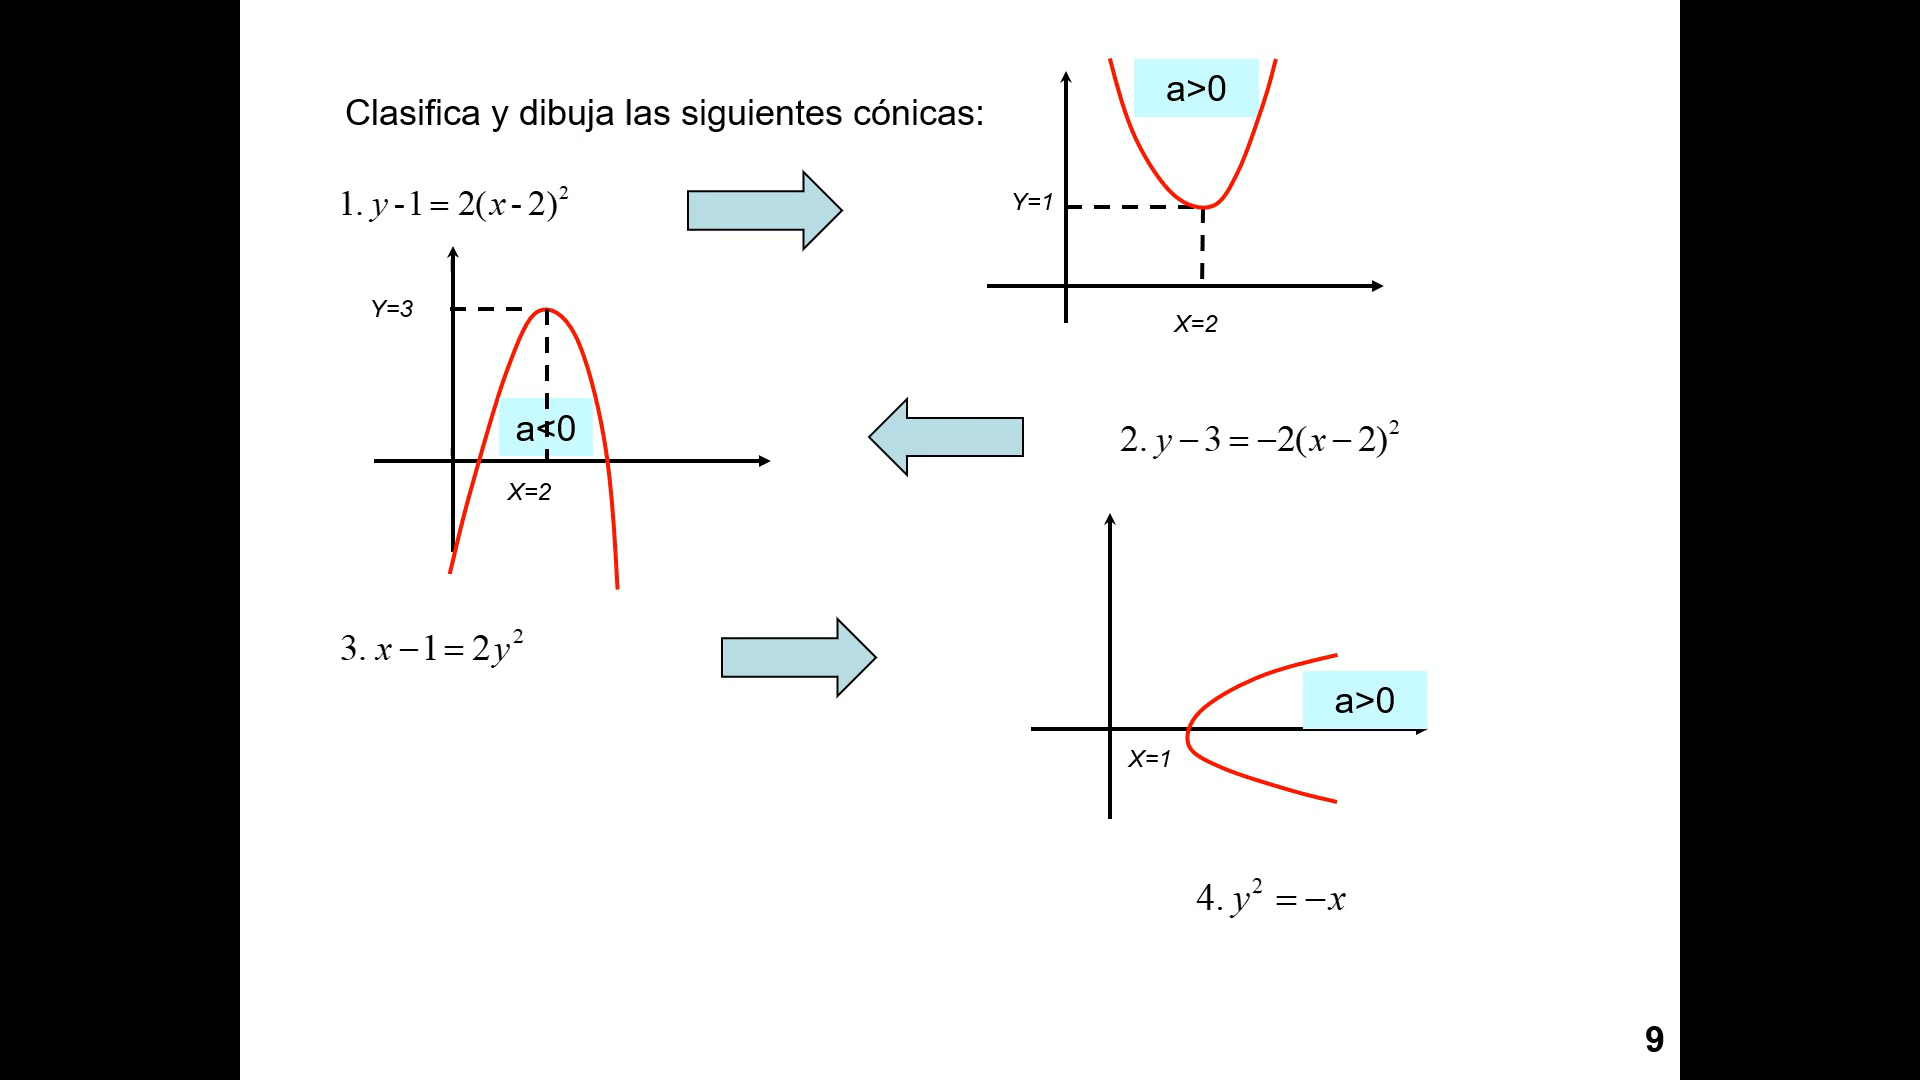 Clasifica y dibuja las siguientes cónicas:
a>0
1. y-1 = 2(x-2)²
Y=1
X=2
Y=3
a<0
X=2
2. y−3 = −2(x−2)²
3. x−1 = 2y²
a>0
X=1
4. y² = −x
9